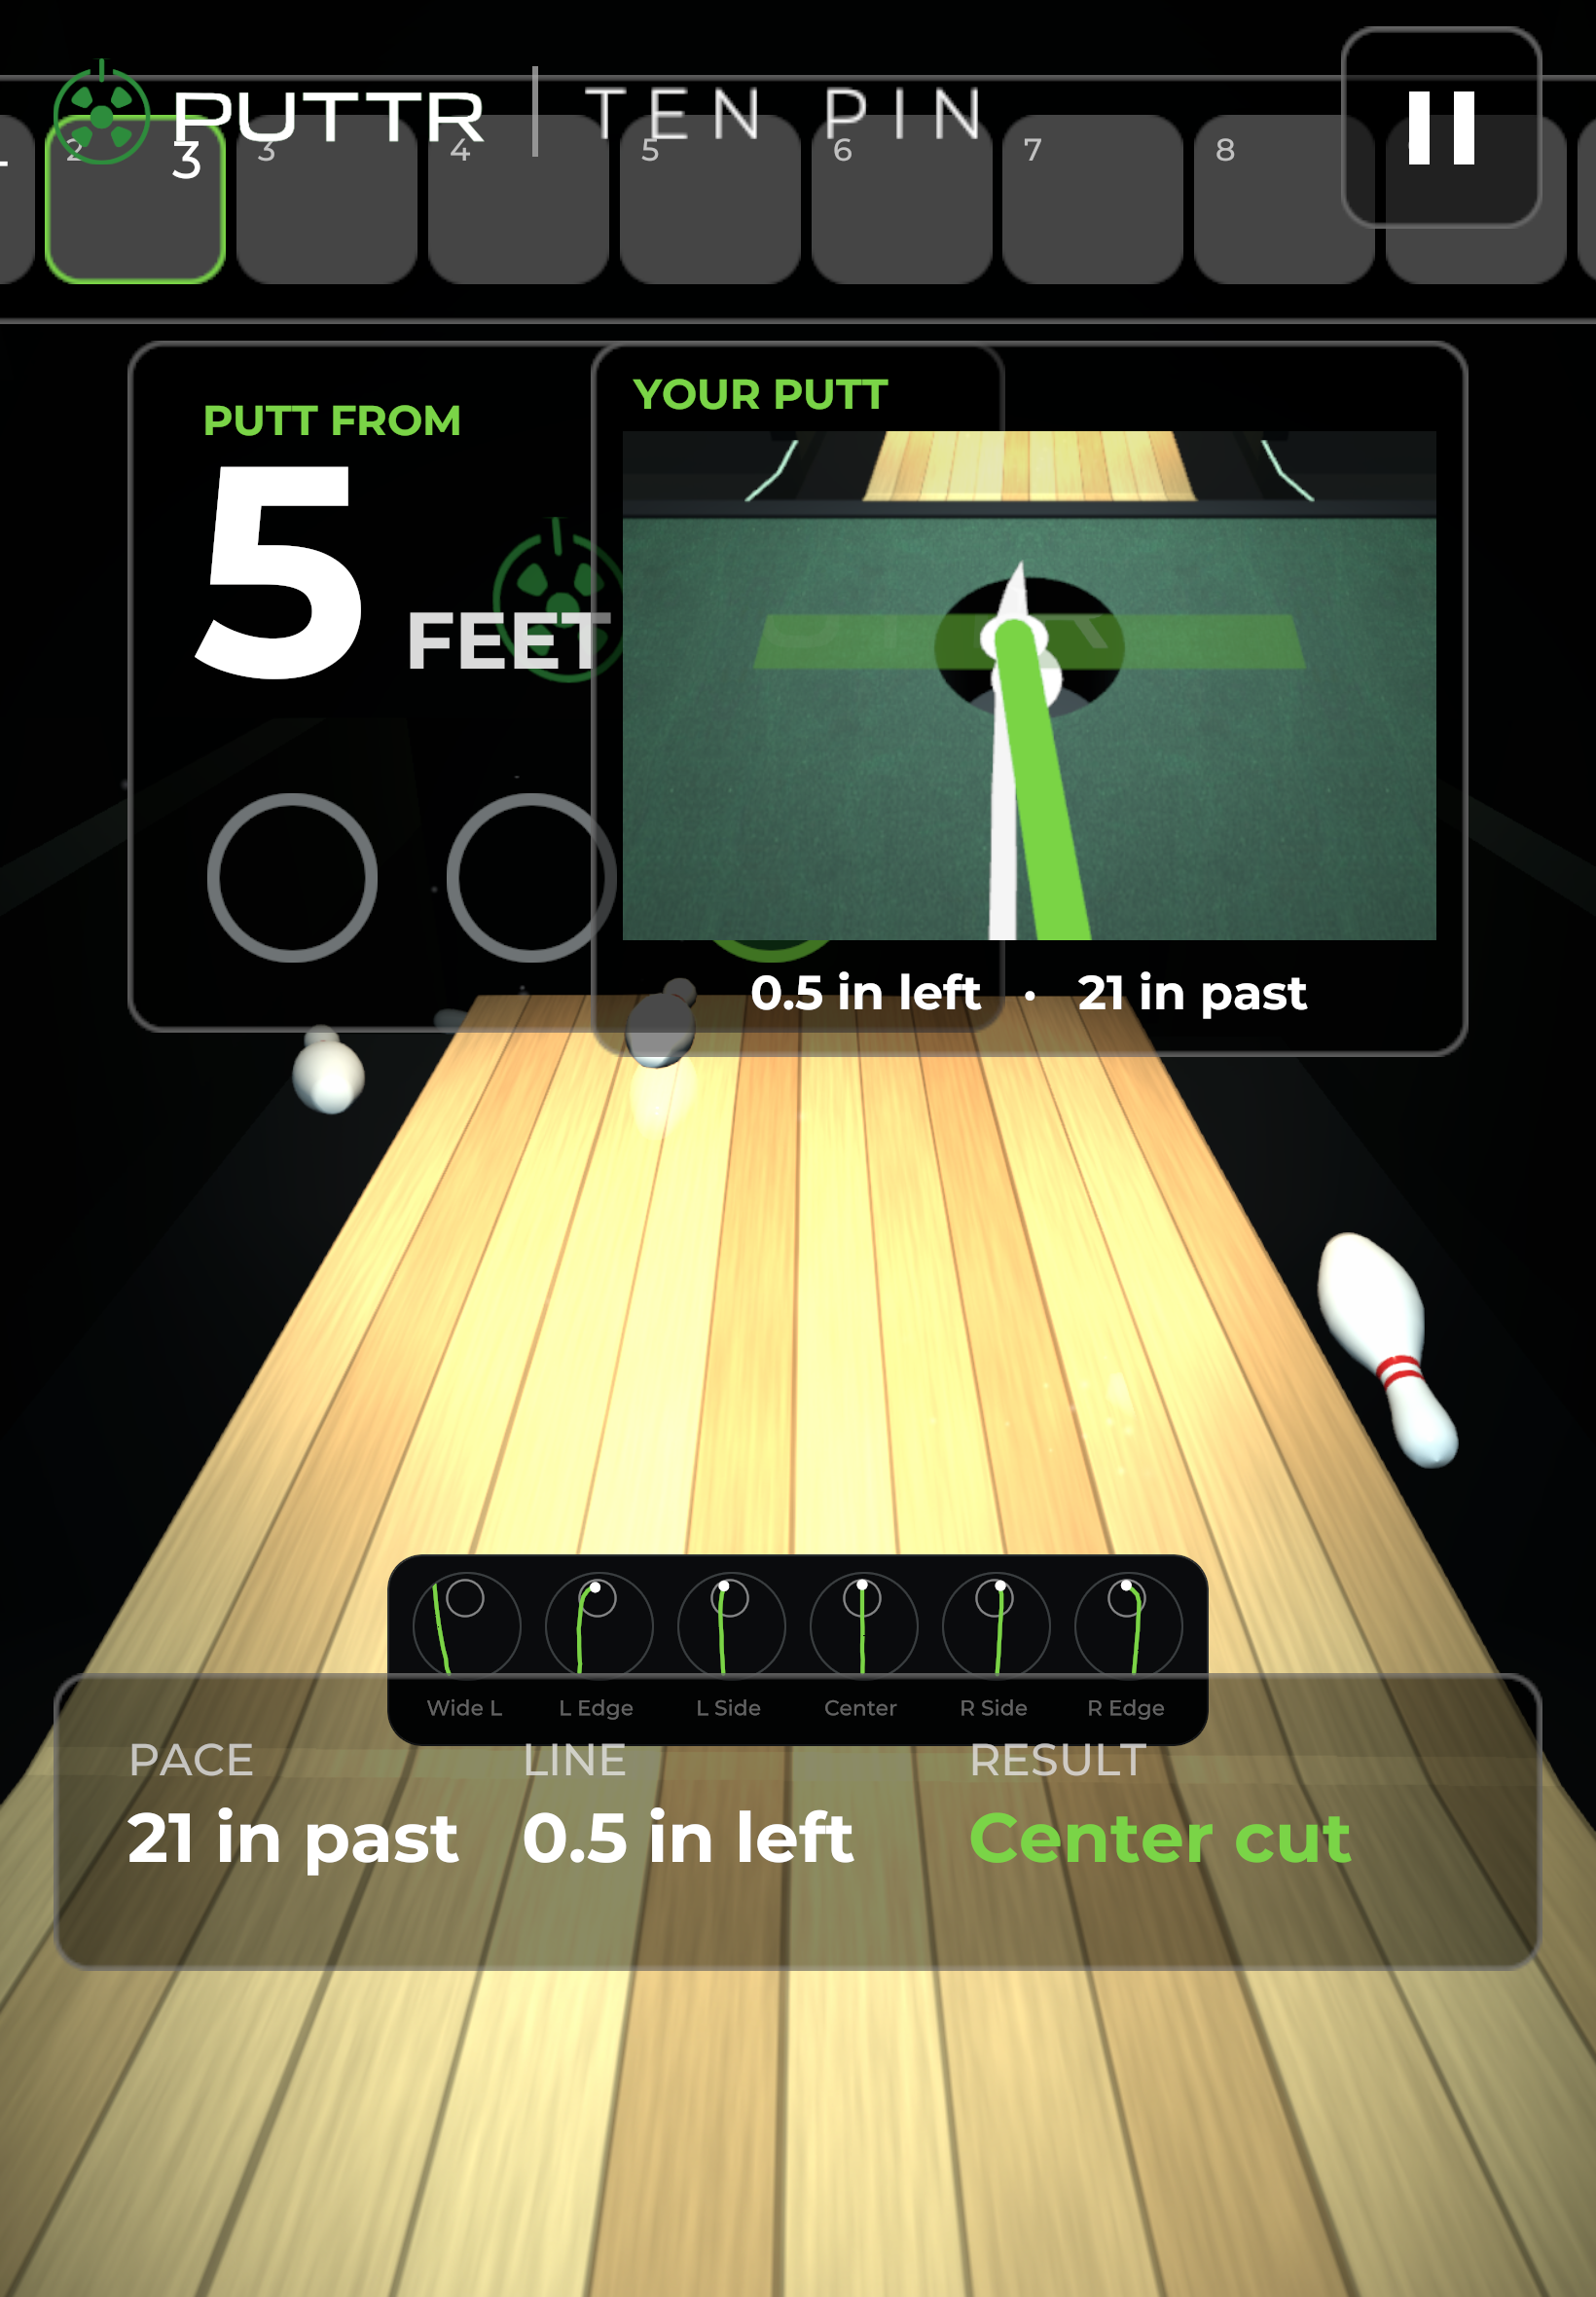 PUTTR | TEN PIN
2 3 3 4 5 6 7 8
PUTT FROM
5 FEET
YOUR PUTT
0.5 in left · 21 in past
Wide L L Edge L Side Center R Side R Edge
PACE LINE RESULT
21 in past 0.5 in left Center cut